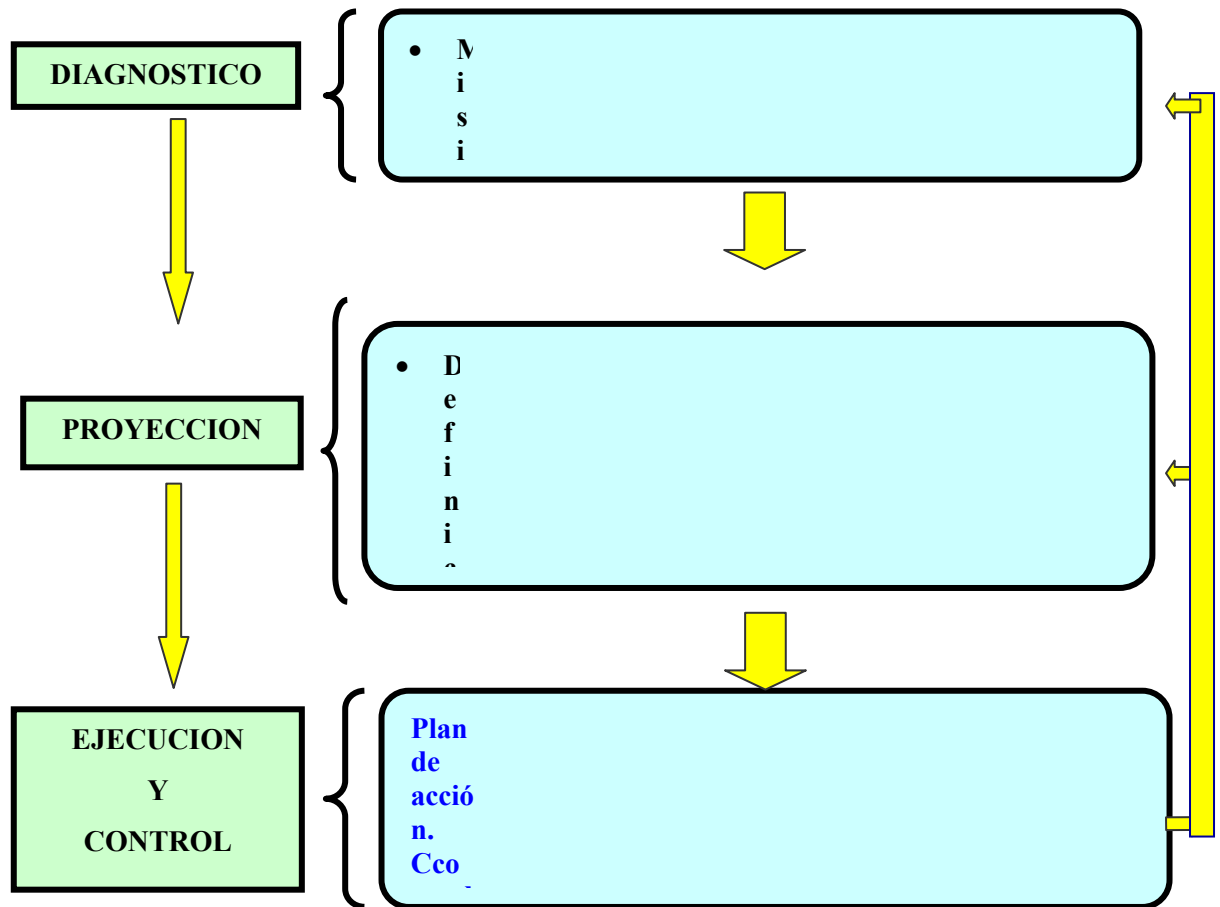 DIAGNOSTICO
• M
i
s
i
PROYECCION
• D
e
f
i
n
i
EJECUCION
Y
CONTROL
Plan
de
acció
n.
Cco